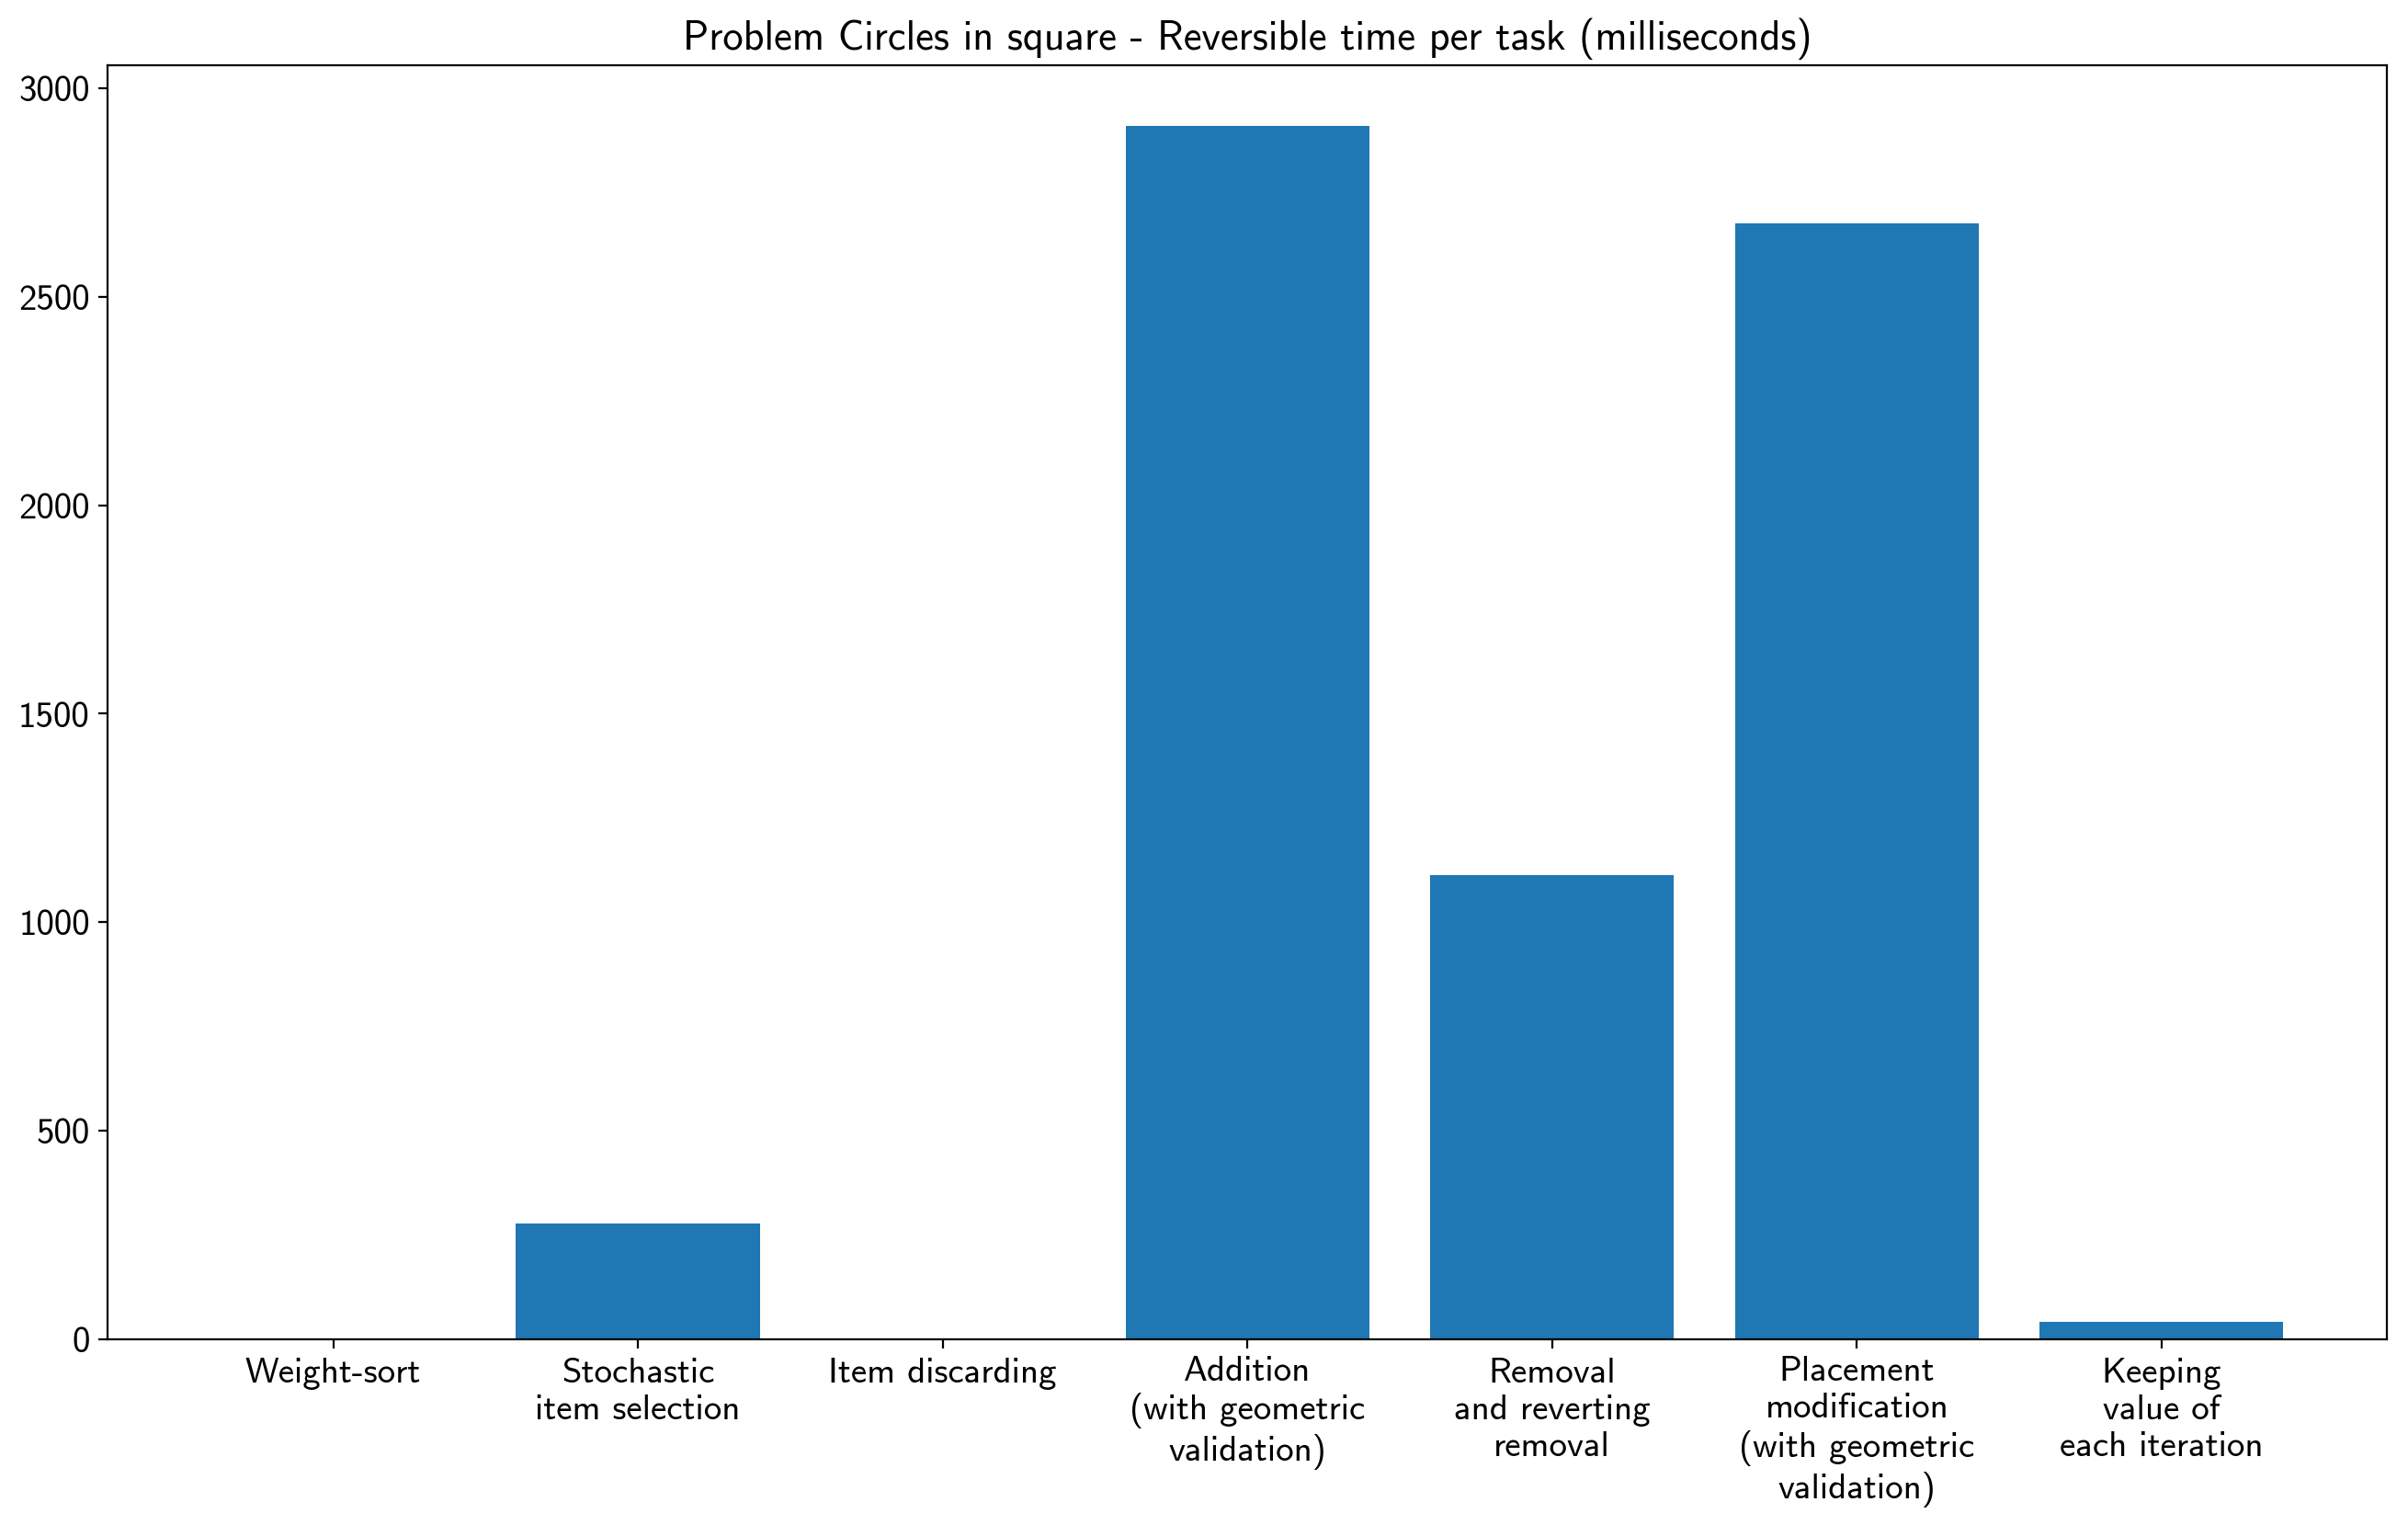 Problem Circles in square - Reversible time per task (milliseconds)
3000
2500
2000
1500
1000
500
0
Weight-sort
Stochastic
item selection
Item discarding
Addition
(with geometric
validation)
Removal
and reverting
removal
Placement
modification
(with geometric
validation)
Keeping
value of
each iteration